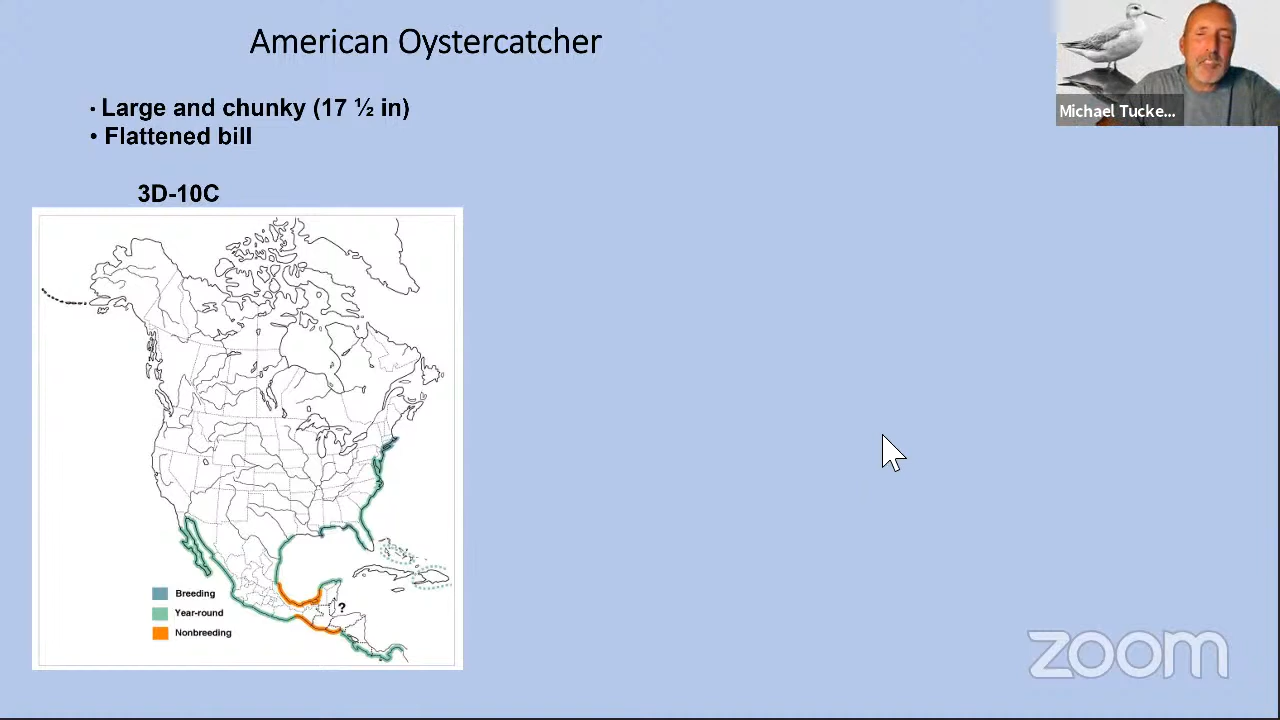 American Oystercatcher
• Large and chunky (17 ½ in)
• Flattened bill
3D-10C
Breeding
Year-round
Nonbreeding
?
Michael Tucke...
zoom